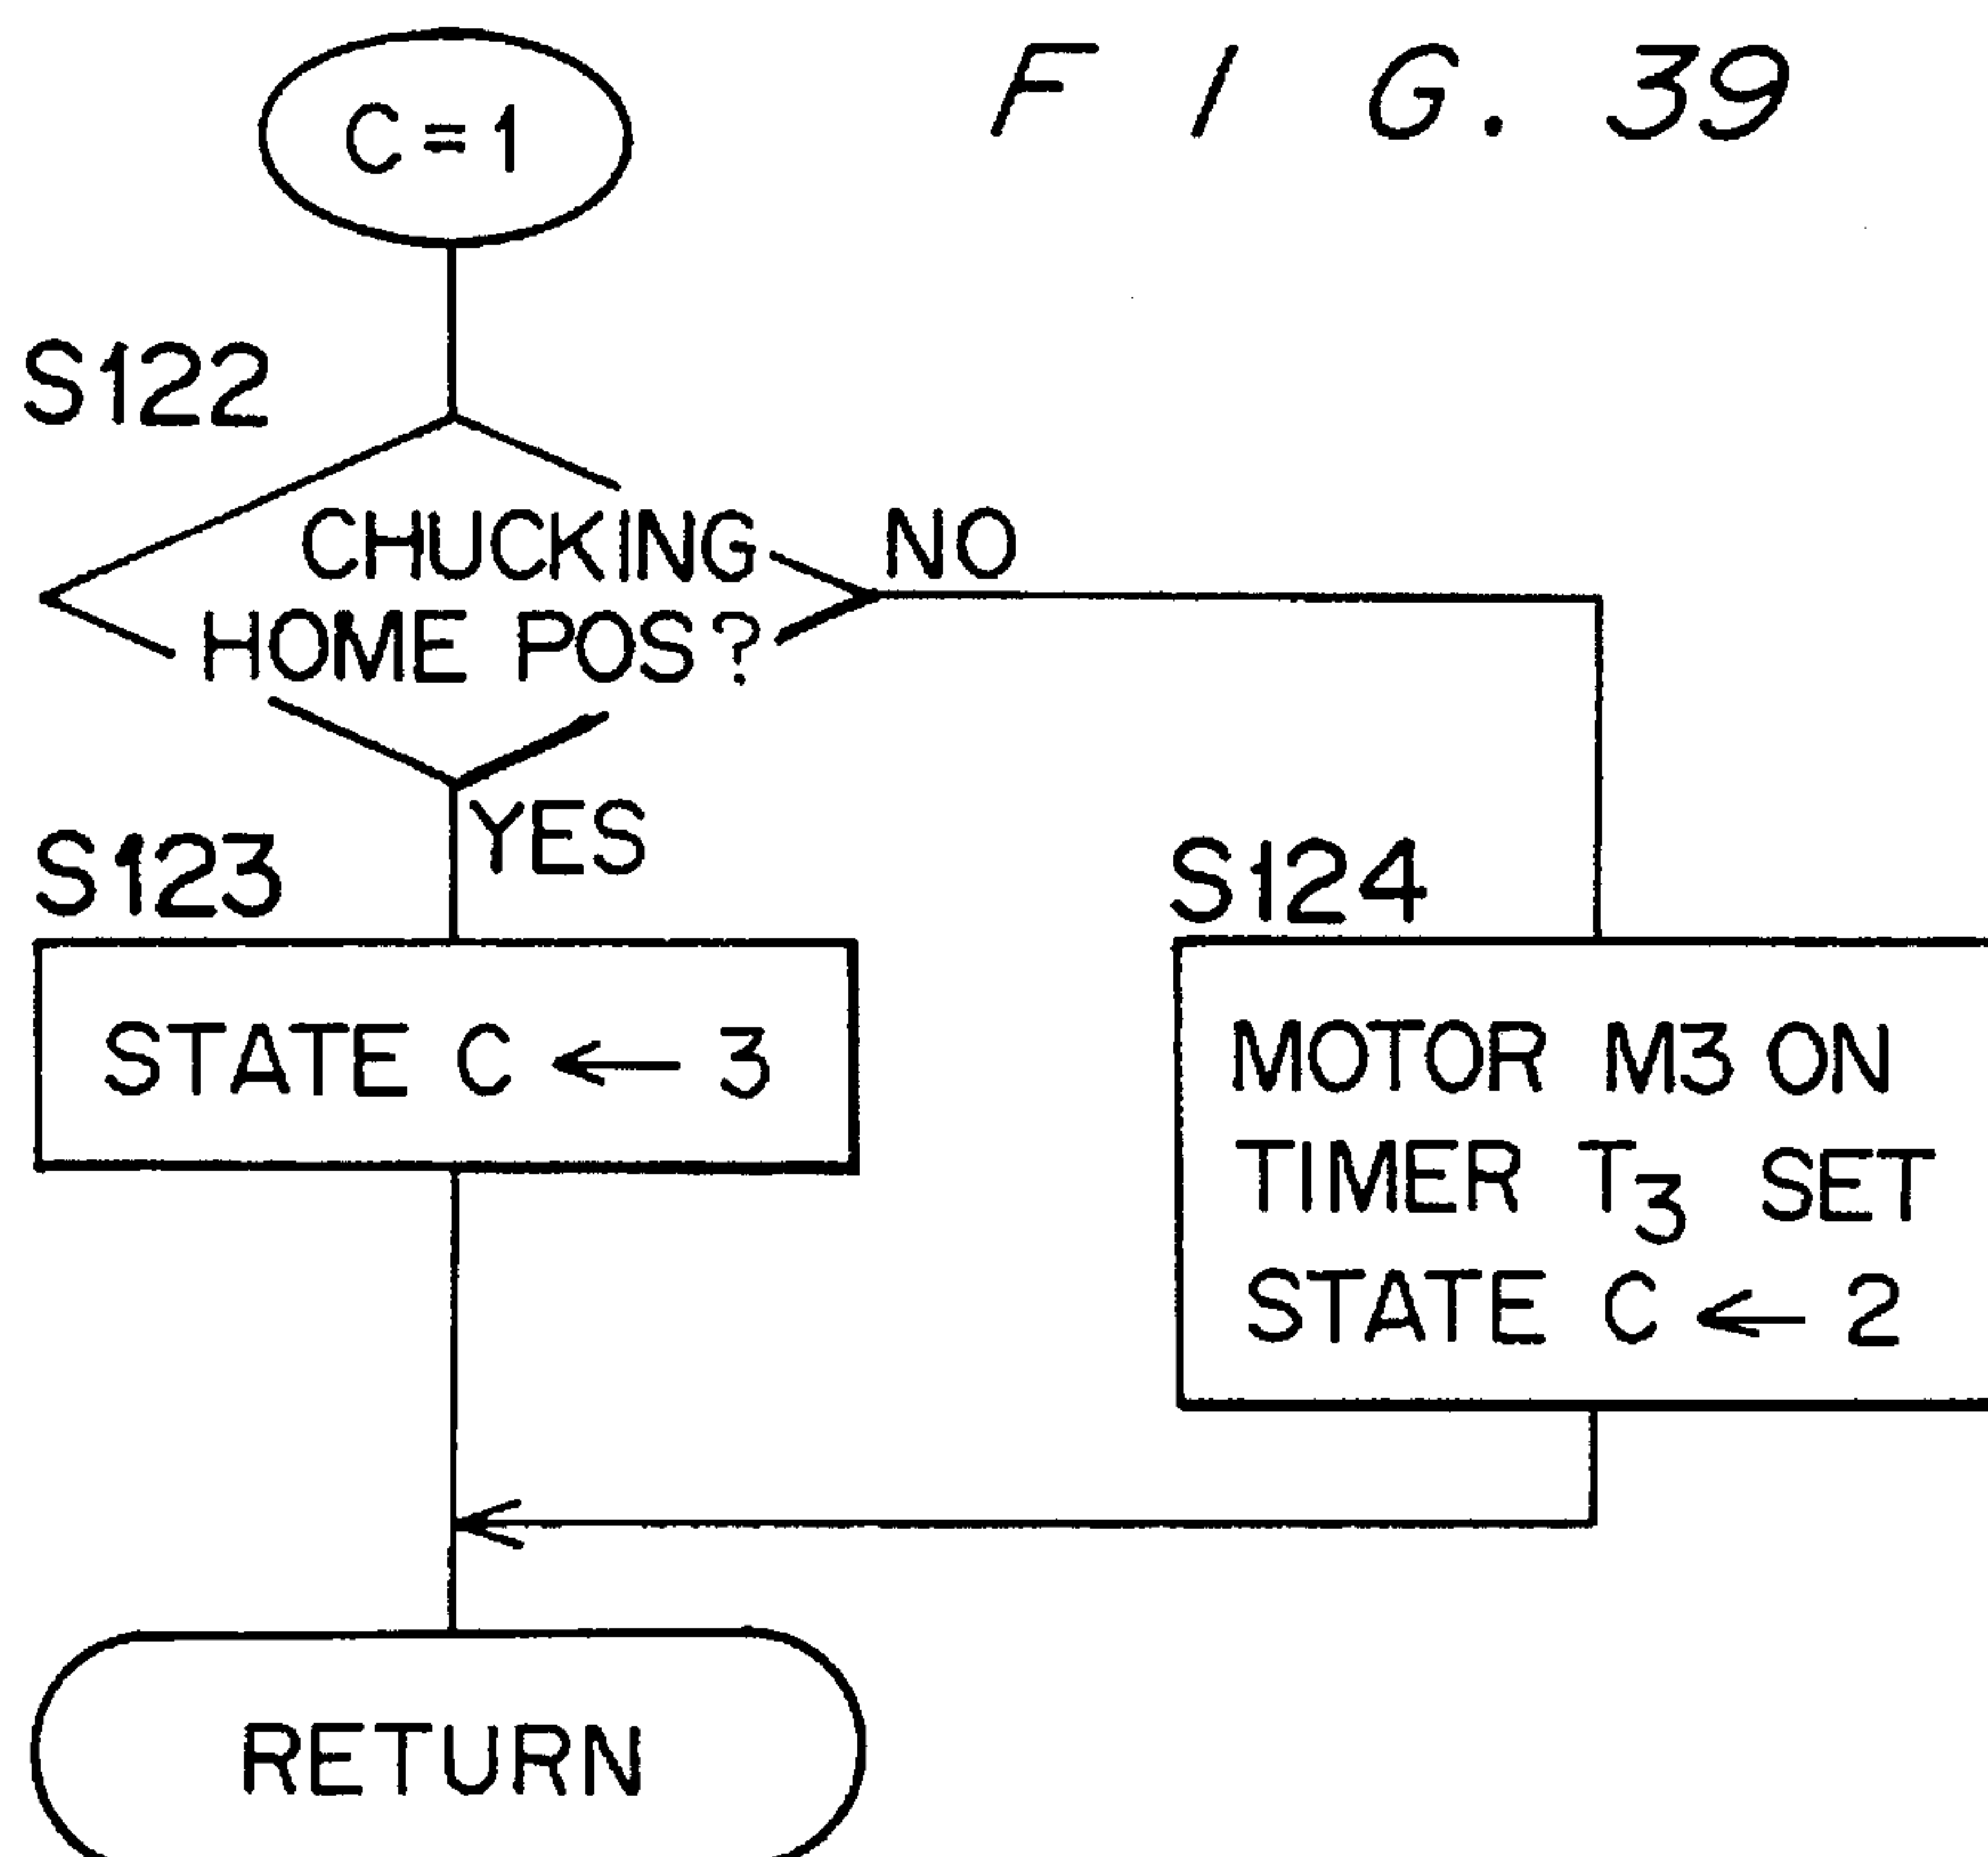 F I G. 39
C = 1
S122
CHUCKING
HOME POS?
NO
YES
S123
STATE C ← 3
S124
MOTOR M3 ON
TIMER T₃ SET
STATE C ← 2
RETURN